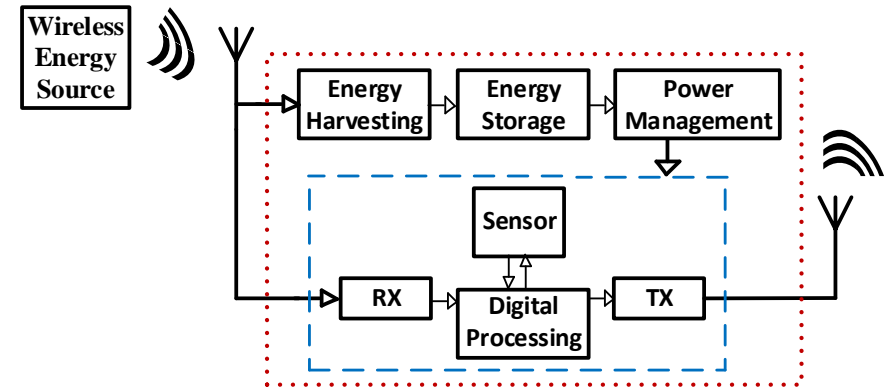 Wireless
Energy
Source
Energy
Harvesting
Energy
Storage
Power
Management
Sensor
RX
Digital
Processing
TX